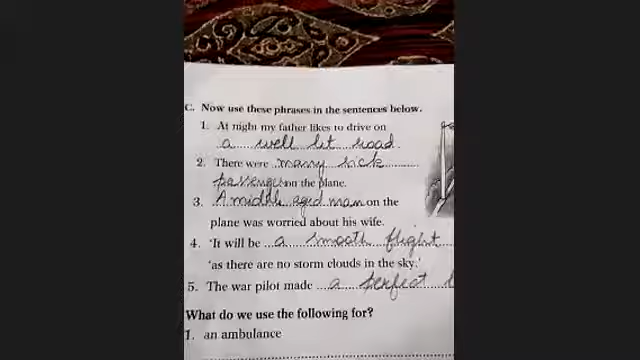 C. Now use these phrases in the sentences below.
1. At night my father likes to drive on
a well lit road.
2. There were many sick
passenger on the plane.
3. A middle aged man on the
plane was worried about his wife.
4. 'It will be a smooth flight
'as there are no storm clouds in the sky.'
5. The war pilot made a perfect
What do we use the following for?
1. an ambulance